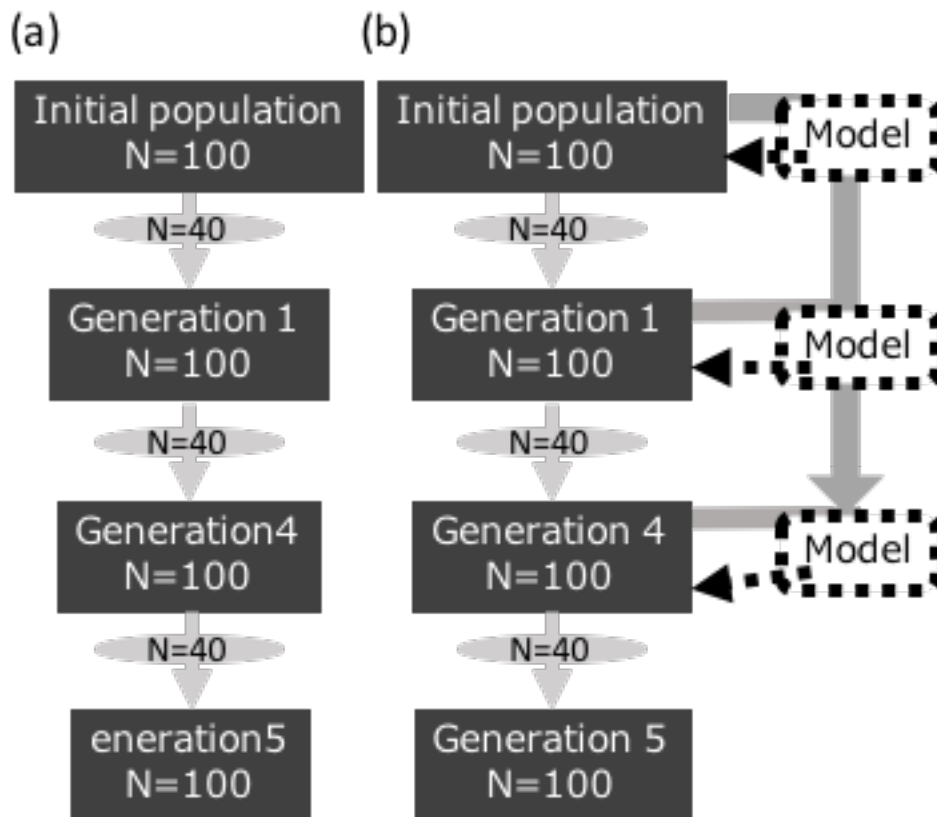 (a)
Initial population
N=100
N=40
Generation 1
N=100
N=40
Generation4
N=100
N=40
eneration5
N=100
(b)
Initial population
N=100
Model
N=40
Generation 1
N=100
Model
N=40
Generation 4
N=100
Model
N=40
Generation 5
N=100